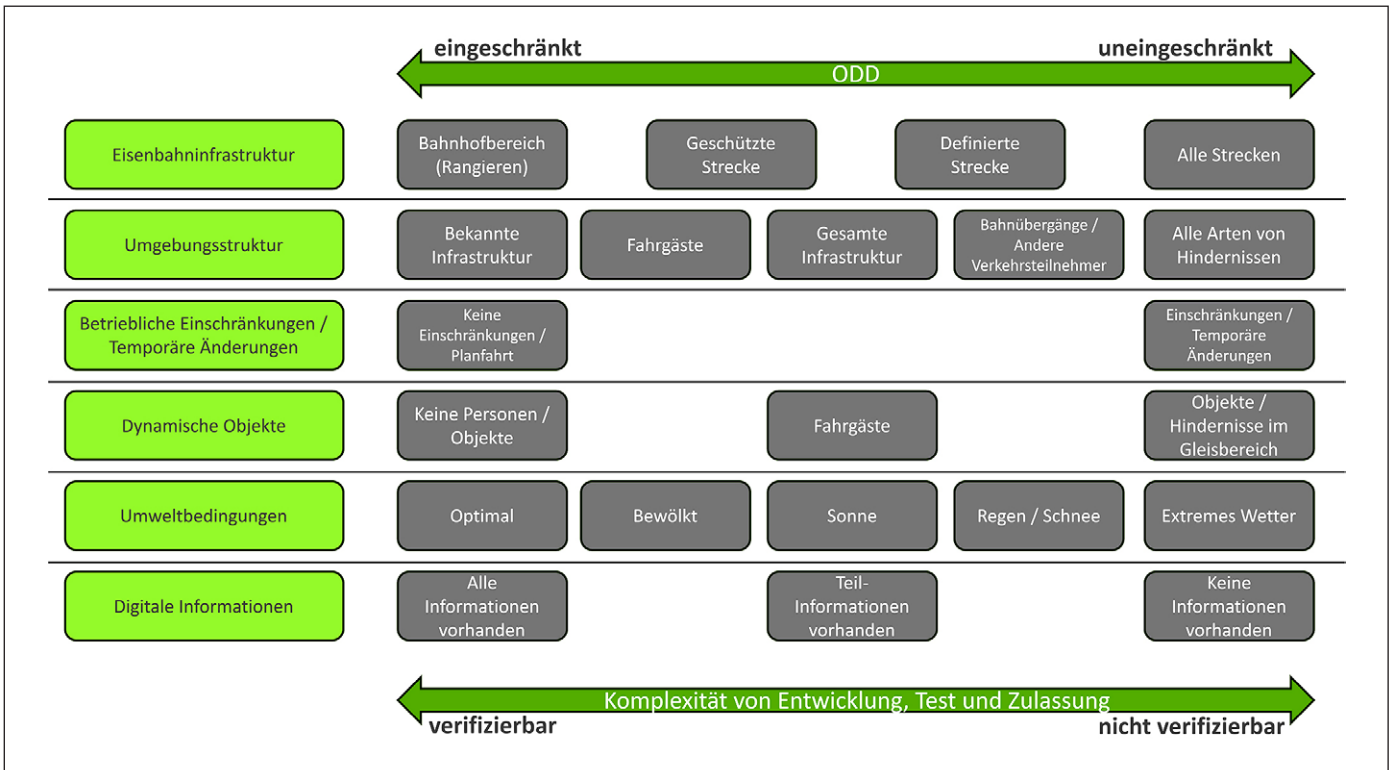 eingeschränkt
uneingeschränkt
ODD
Eisenbahninfrastruktur
Bahnhofbereich
(Rangieren)
Geschützte
Strecke
Definierte
Strecke
Alle Strecken
Umgebungsstruktur
Bekannte
Infrastruktur
Fahrgäste
Gesamte
Infrastruktur
Bahnübergänge /
Andere
Verkehrsteilnehmer
Alle Arten von
Hindernissen
Betriebliche Einschränkungen /
Temporäre Änderungen
Keine
Einschränkungen /
Planfahrt
Einschränkungen /
Temporäre
Änderungen
Dynamische Objekte
Keine Personen /
Objekte
Fahrgäste
Objekte /
Hindernisse im
Gleisbereich
Umweltbedingungen
Optimal
Bewölkt
Sonne
Regen / Schnee
Extremes Wetter
Digitale Informationen
Alle
Informationen
vorhanden
Teil-
Informationen
vorhanden
Keine
Informationen
vorhanden
Komplexität von Entwicklung, Test und Zulassung
verifizierbar
nicht verifizierbar